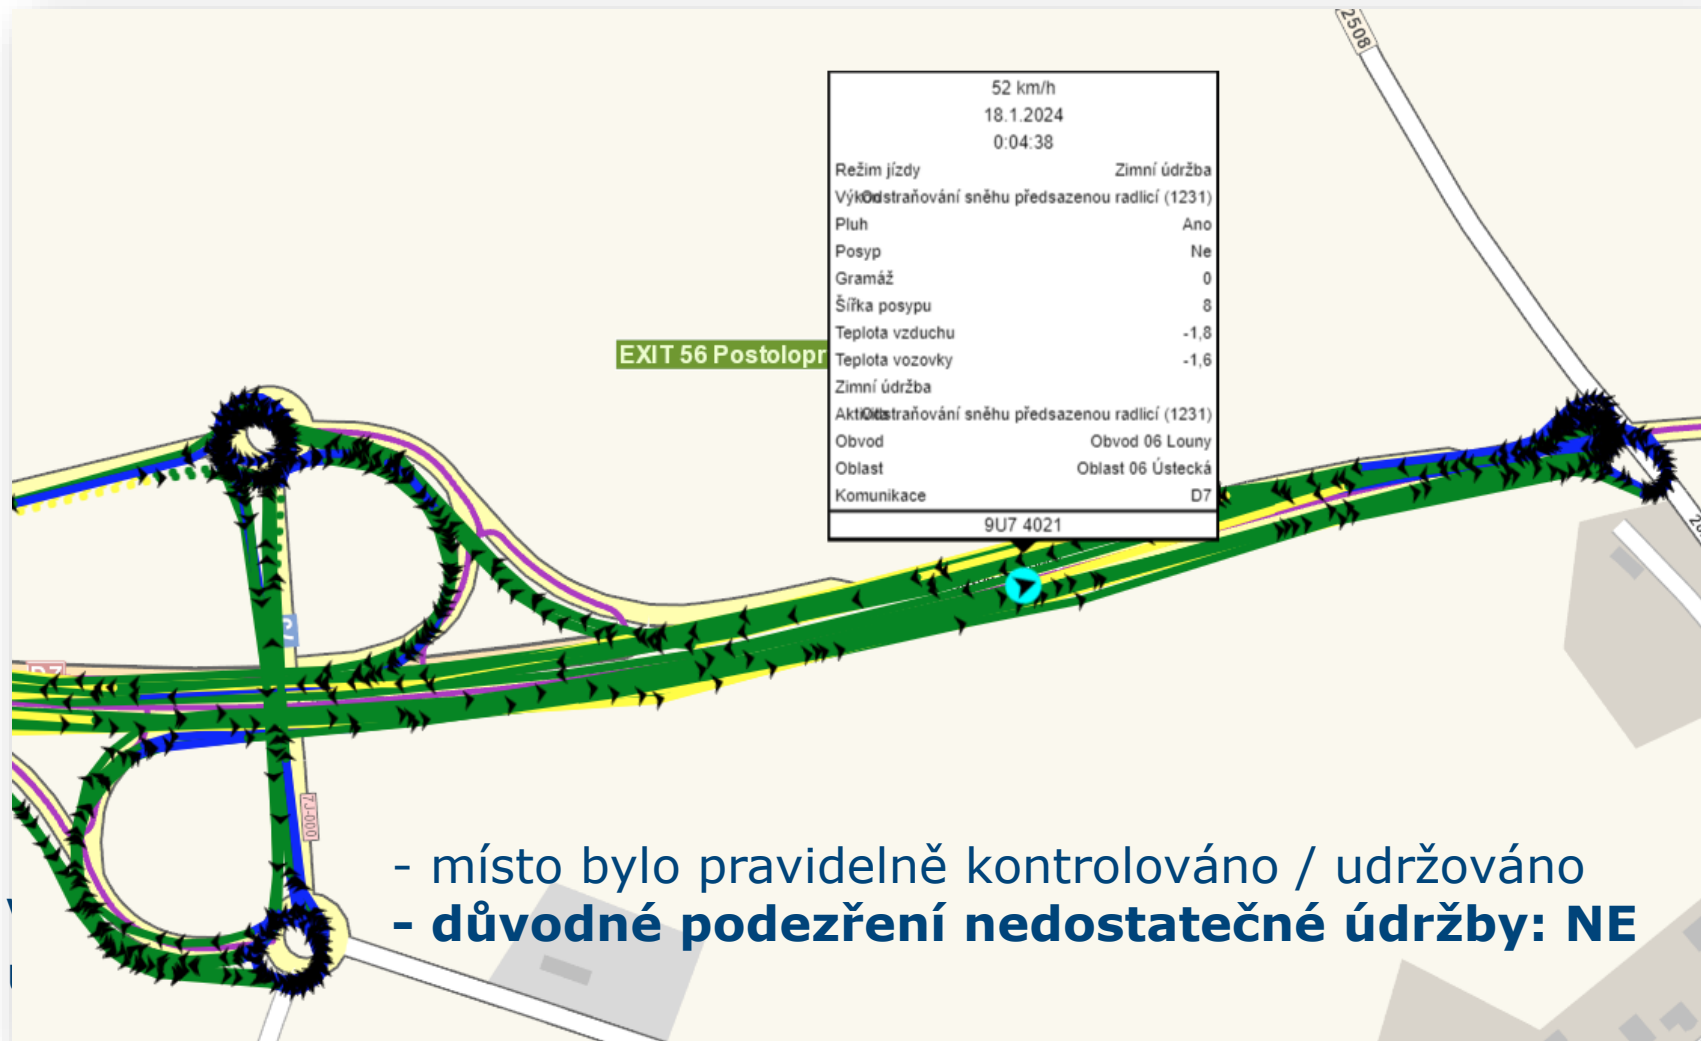 2508
52 km/h
18.1.2024
0:04:38
Režim jízdy Zimní údržba
Odstraňování sněhu předsazenou radlicí (1231)
Pluh Ano
Posyp Ne
Gramáž 0
Šířka posypu 8
Teplota vzduchu -1,8
EXIT 56 Postolopr
Teplota vozovky -1,6
Zimní údržba
Odstraňování sněhu předsazenou radlicí (1231)
Obvod Obvod 06 Louny
Oblast Oblast 06 Ústecká
Komunikace D7
9U7 4021
D7
7J-000
- místo bylo pravidelně kontrolováno / udržováno
- důvodné podezření nedostatečné údržby: NE